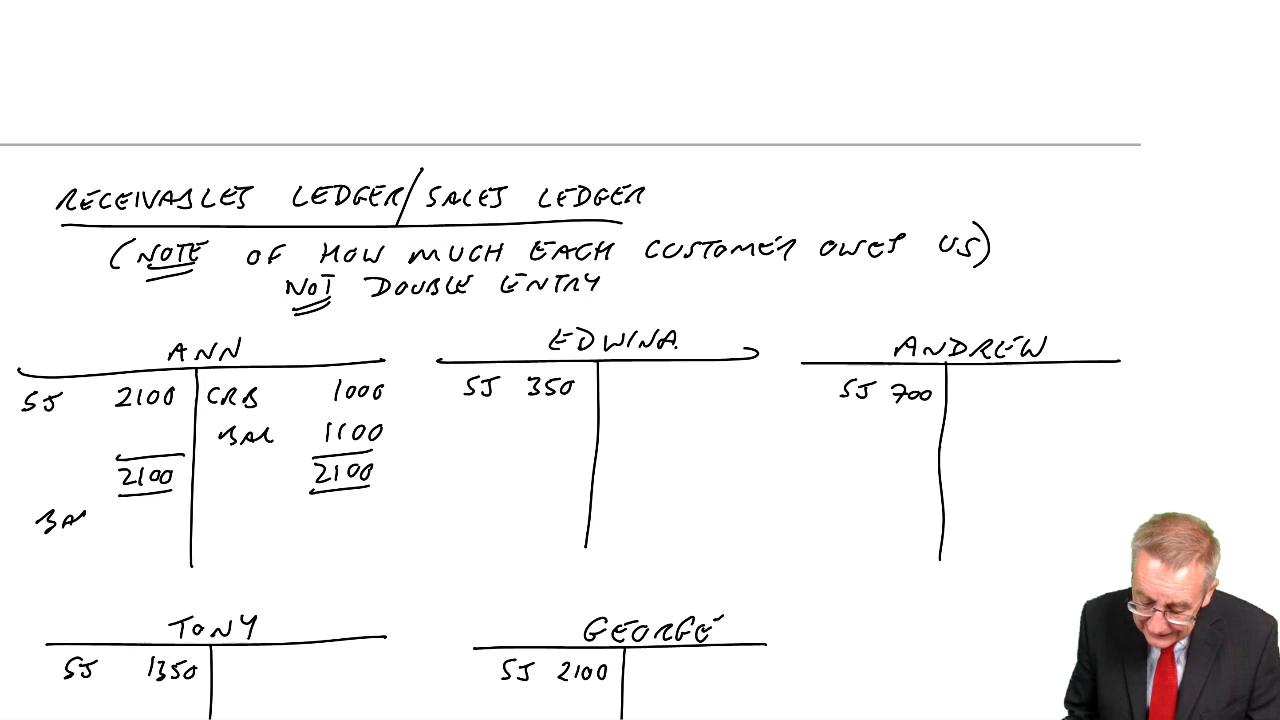 RECEIVABLES LEDGER/SALES LEDGER
(NOTE OF HOW MUCH EACH CUSTOMER OWES US)
NOT DOUBLE ENTRY
ANN
SJ 2100 CRB 1000
BAL 1100
2100 2100
BAL
EDWINA.
SJ 350
ANDREW
SJ 700
TONY
SJ 1350
GEORGE
SJ 2100